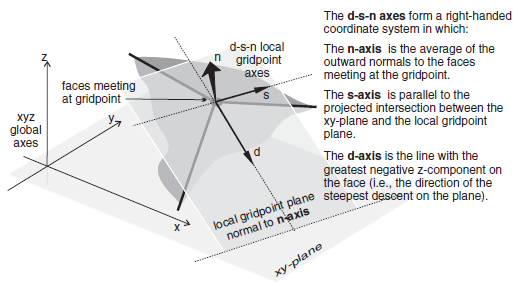 The d-s-n axes form a right-handed
coordinate system in which:
The n-axis is the average of the
outward normals to the faces
meeting at the gridpoint.
The s-axis is parallel to the
projected intersection between the
xy-plane and the local gridpoint
plane.
The d-axis is the line with the
greatest negative z-component on
the face (i.e., the direction of the
steepest descent on the plane).
z
n
d-s-n local
gridpoint
axes
s
faces meeting
at gridpoint
xyz
global
axes
y
d
x
local gridpoint plane
normal to n-axis
xy-plane